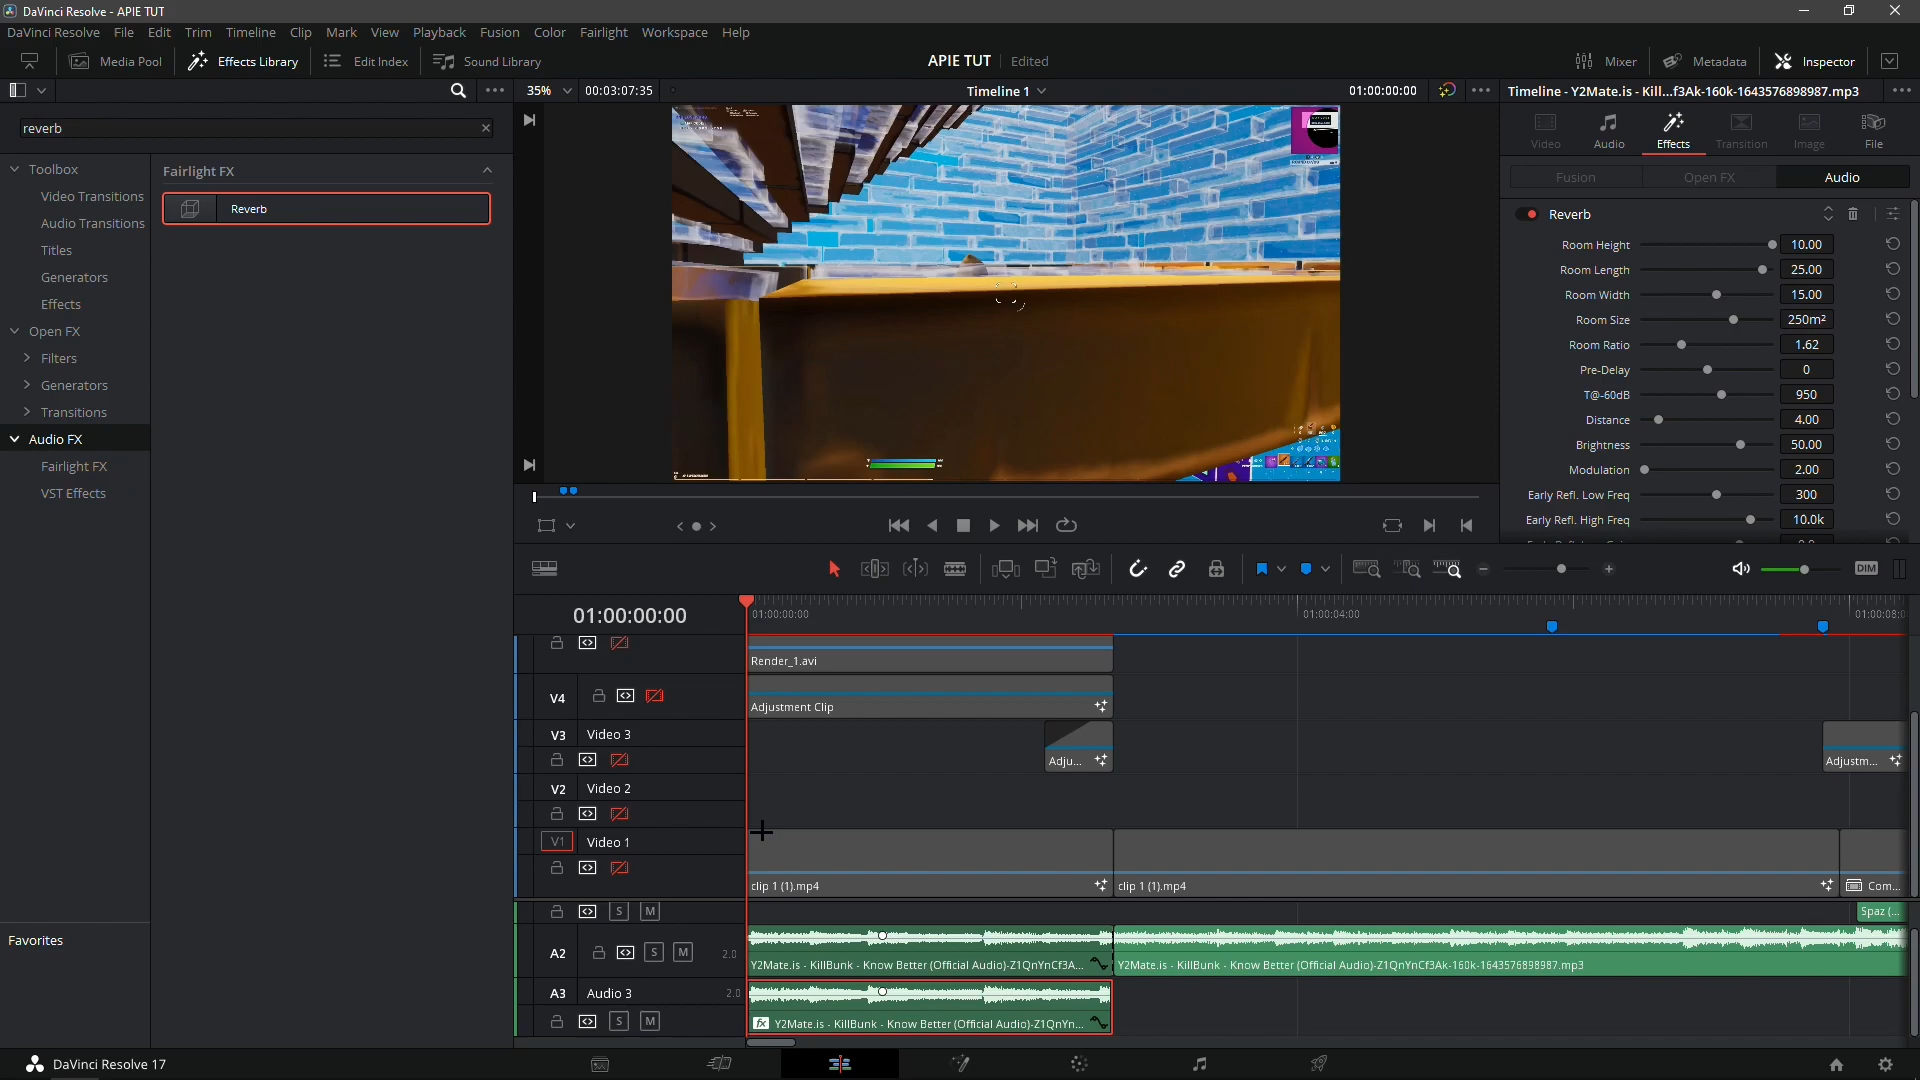 DaVinci Resolve - APIE TUT
DaVinci Resolve File Edit Trim Timeline Clip Mark View Playback Fusion Color Fairlight Workspace Help
Media Pool Effects Library Edit Index Sound Library APIE TUT Edited Mixer Metadata Inspector
35% 00:03:07:35 Timeline 1 01:00:00:00 Timeline - Y2Mate.is - Kill...f3Ak-160k-1643576898987.mp3
reverb
Toolbox
Video Transitions
Audio Transitions
Titles
Generators
Effects
Open FX
Filters
Generators
Transitions
Audio FX
Fairlight FX
VST Effects
Favorites
Fairlight FX
Reverb
Video Audio Effects Transition Image File
Fusion Open FX Audio
Reverb
Room Height 10.00
Room Length 25.00
Room Width 15.00
Room Size 250m²
Room Ratio 1.62
Pre-Delay 0
T@-60dB 950
Distance 4.00
Brightness 50.00
Modulation 2.00
Early Refl. Low Freq 300
Early Refl. High Freq 10.0k
DIM
01:00:00:00 01:00:00:00 01:00:04:00 01:00:08:0
Render_1.avi
V4
Adjustment Clip
V3 Video 3
Adju... Adjustm...
V2 Video 2
V1 Video 1
clip 1 (1).mp4 clip 1 (1).mp4 Com...
S M Spaz (...
A2 S M 2.0
Y2Mate.is - KillBunk - Know Better (Official Audio)-Z1QnYnCf3A... Y2Mate.is - KillBunk - Know Better (Official Audio)-Z1QnYnCf3Ak-160k-1643576898987.mp3
A3 Audio 3 2.0
S M fx Y2Mate.is - KillBunk - Know Better (Official Audio)-Z1QnYn...
DaVinci Resolve 17